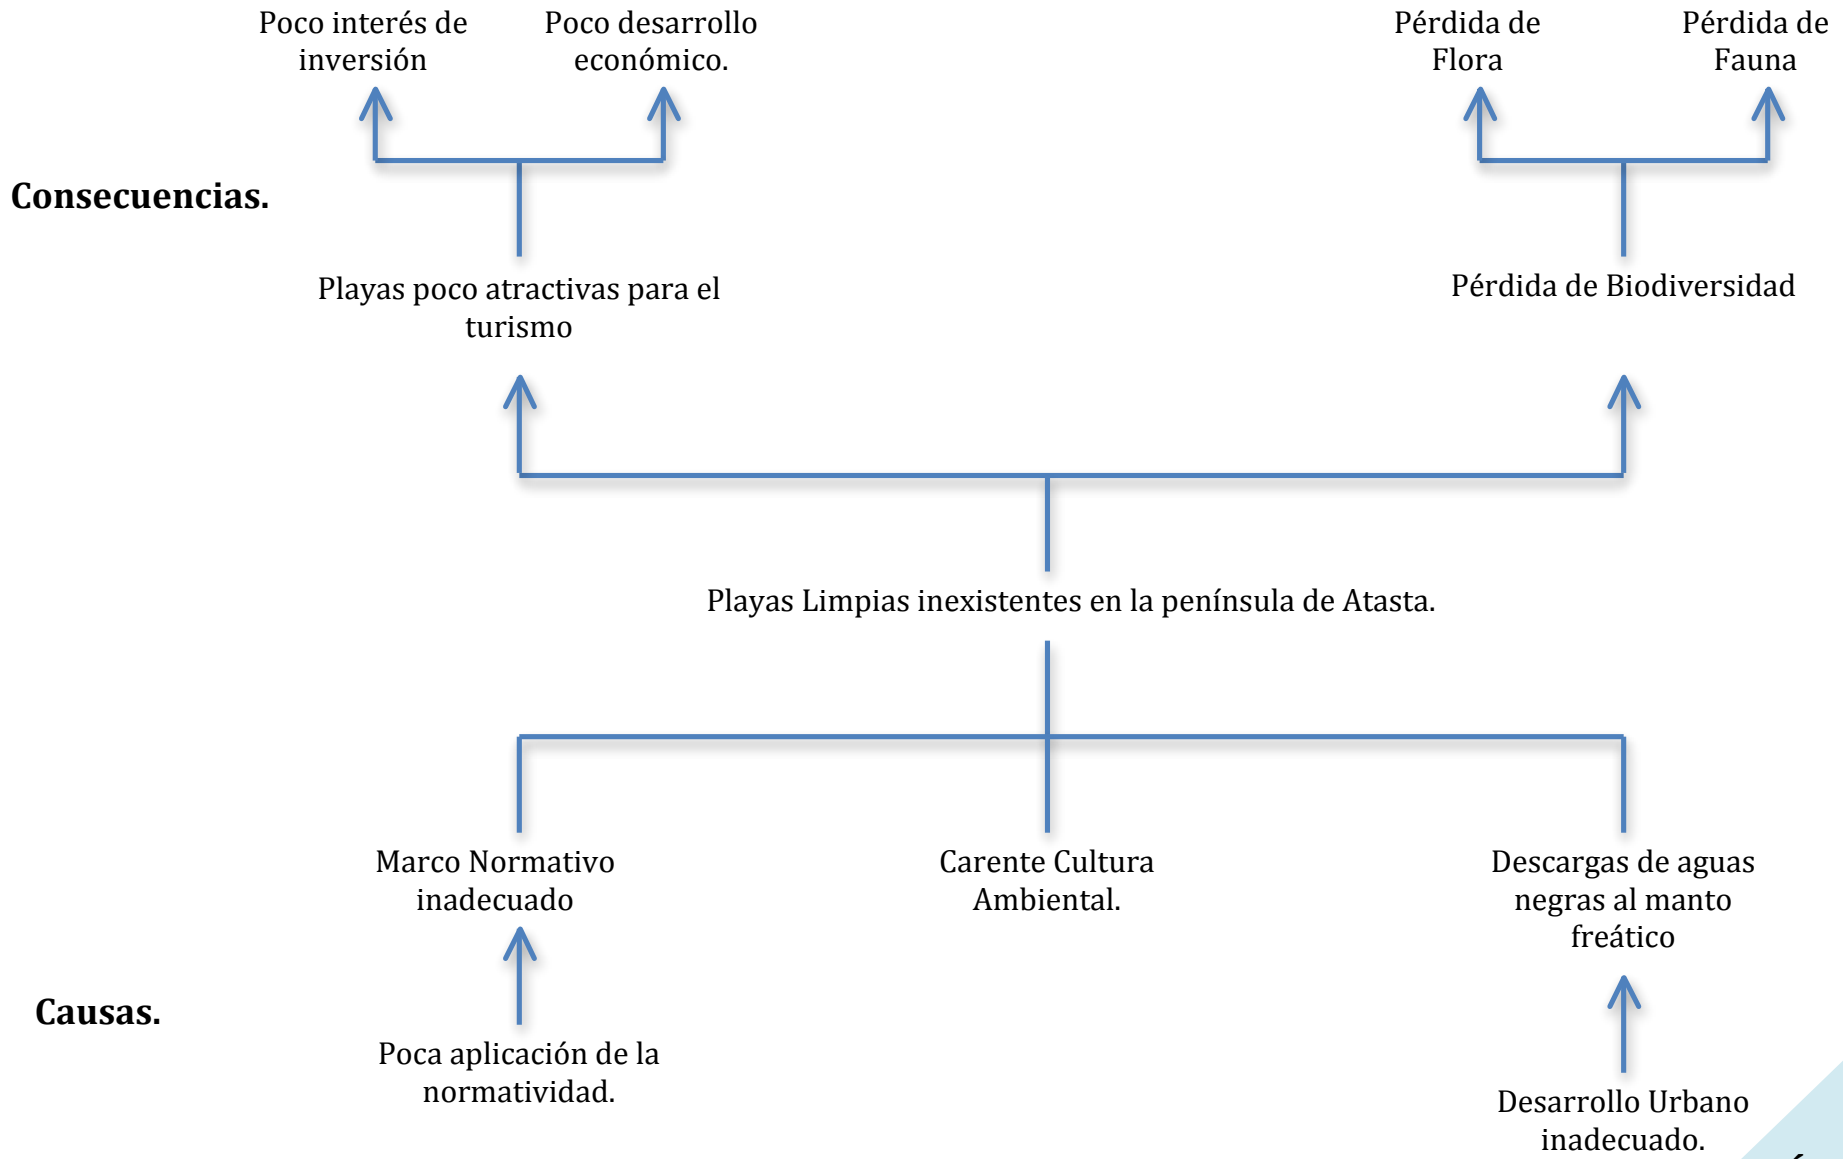 Poco interés de
inversión
Poco desarrollo
económico.
Pérdida de
Flora
Pérdida de
Fauna
Consecuencias.
Playas poco atractivas para el
turismo
Pérdida de Biodiversidad
Playas Limpias inexistentes en la península de Atasta.
Marco Normativo
inadecuado
Carente Cultura
Ambiental.
Descargas de aguas
negras al manto
freático
Causas.
Poca aplicación de la
normatividad.
Desarrollo Urbano
inadecuado.